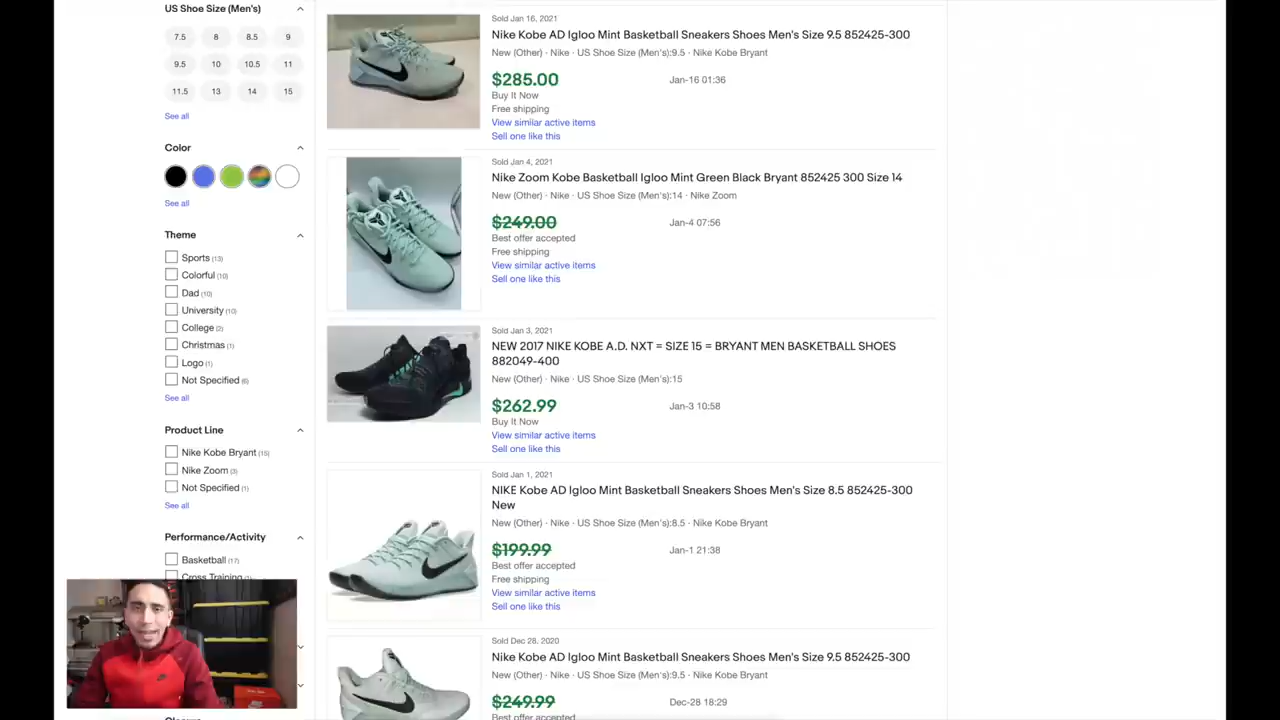 US Shoe Size (Men's)
7.5 8 8.5 9
9.5 10 10.5 11
11.5 13 14 15
See all
Color
See all
Theme
Sports (13)
Colorful (10)
Dad (10)
University (10)
College (2)
Christmas (1)
Logo (1)
Not Specified (6)
See all
Product Line
Nike Kobe Bryant (15)
Nike Zoom (3)
Not Specified (1)
See all
Performance/Activity
Basketball (17)
Cross Training
Sold Jan 16, 2021
Nike Kobe AD Igloo Mint Basketball Sneakers Shoes Men's Size 9.5 852425-300
New (Other) · Nike · US Shoe Size (Men's):9.5 · Nike Kobe Bryant
$285.00 Jan-16 01:36
Buy It Now
Free shipping
View similar active items
Sell one like this
Sold Jan 4, 2021
Nike Zoom Kobe Basketball Igloo Mint Green Black Bryant 852425 300 Size 14
New (Other) · Nike · US Shoe Size (Men's):14 · Nike Zoom
$249.00 Jan-4 07:56
Best offer accepted
Free shipping
View similar active items
Sell one like this
Sold Jan 3, 2021
NEW 2017 NIKE KOBE A.D. NXT = SIZE 15 = BRYANT MEN BASKETBALL SHOES
882049-400
New (Other) · Nike · US Shoe Size (Men's):15
$262.99 Jan-3 10:58
Buy It Now
View similar active items
Sell one like this
Sold Jan 1, 2021
NIKE Kobe AD Igloo Mint Basketball Sneakers Shoes Men's Size 8.5 852425-300
New
New (Other) · Nike · US Shoe Size (Men's):8.5 · Nike Kobe Bryant
$199.99 Jan-1 21:38
Best offer accepted
Free shipping
View similar active items
Sell one like this
Sold Dec 28, 2020
Nike Kobe AD Igloo Mint Basketball Sneakers Shoes Men's Size 9.5 852425-300
New (Other) · Nike · US Shoe Size (Men's):9.5 · Nike Kobe Bryant
$249.99 Dec-28 18:29
Best offer accepted